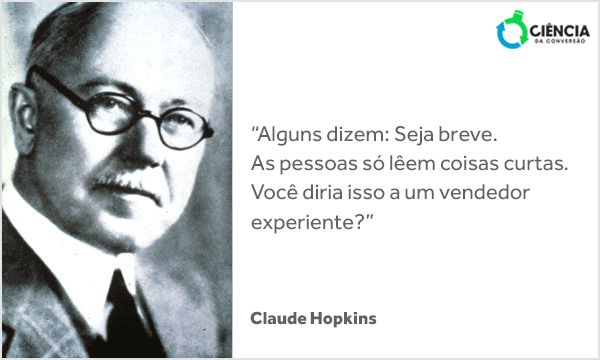 CIÊNCIA
DA CONVERSÃO
“Alguns dizem: Seja breve.
As pessoas só lêem coisas curtas.
Você diria isso a um vendedor
experiente?”
Claude Hopkins